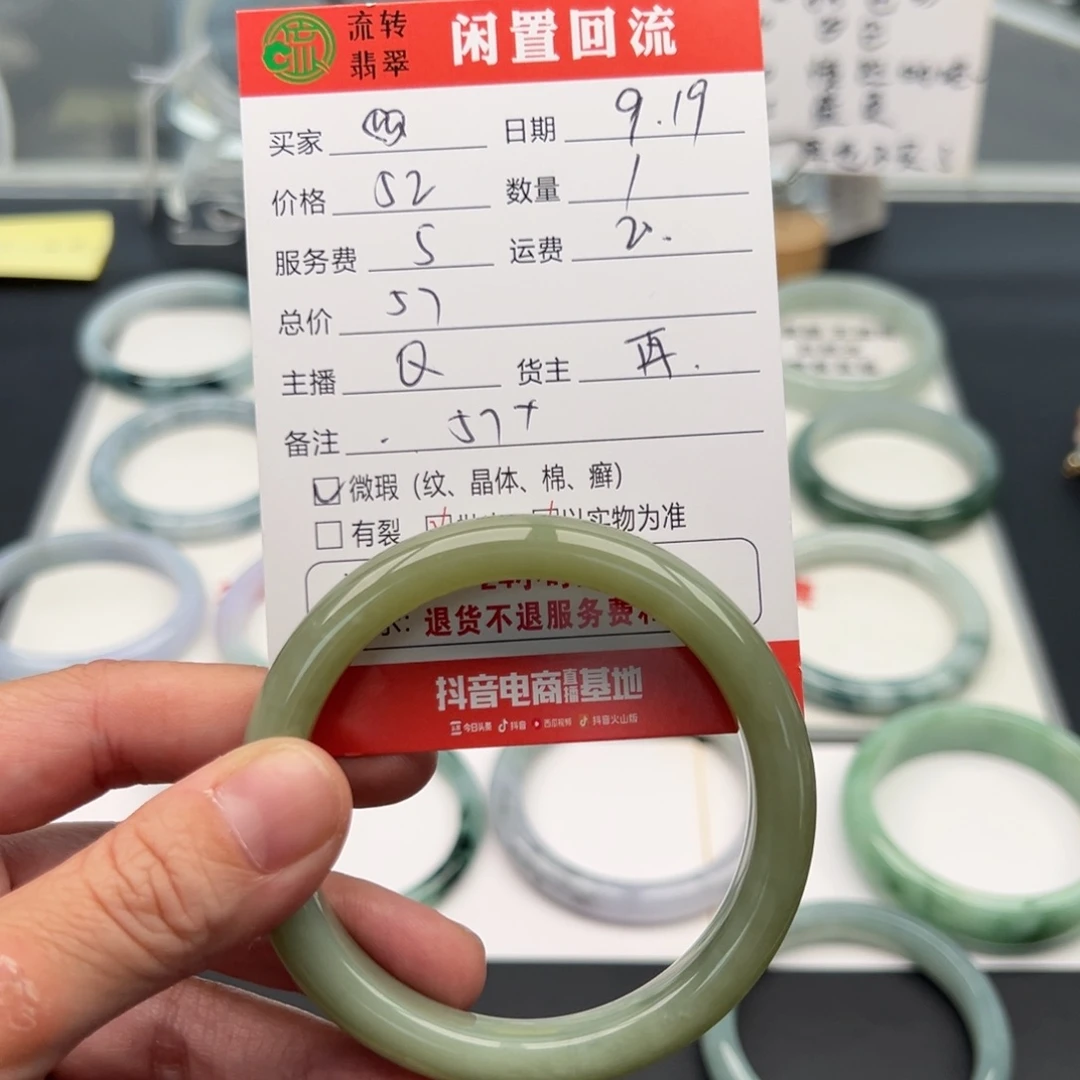 流转
翡翠
闲置回流
买家 日期 9.19
价格 52 数量 1
服务费 5 运费 2.
总价 57
主播 Q 货主 再.
备注 . 57+
微瑕（纹、晶体、棉、癣）
有裂 以实物为准
24小时
退货不退服务费
抖音电商直播基地
今日头条 抖音 西瓜视频 抖音火山版